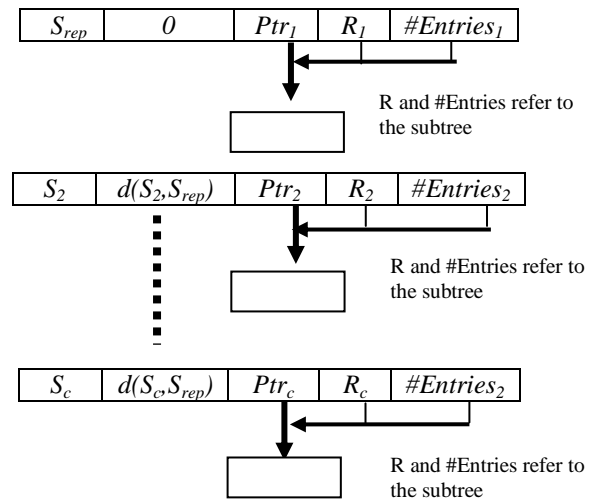 S_rep 0 Ptr_1 R_1 #Entries_1
R and #Entries refer to
the subtree
S_2 d(S_2,S_rep) Ptr_2 R_2 #Entries_2
R and #Entries refer to
the subtree
S_c d(S_c,S_rep) Ptr_c R_c #Entries_2
R and #Entries refer to
the subtree